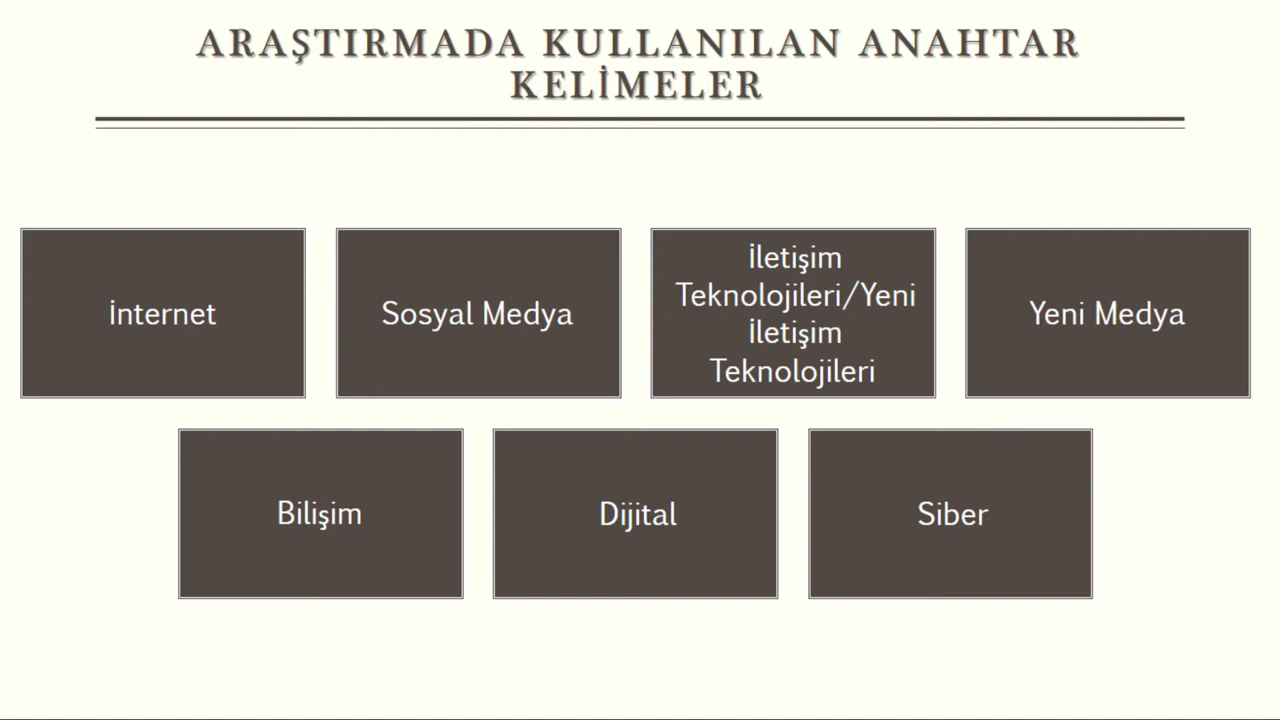 ARAŞTIRMADA KULLANILAN ANAHTAR
KELİMELER
İnternet
Sosyal Medya
İletişim
Teknolojileri/Yeni
İletişim
Teknolojileri
Yeni Medya
Bilişim
Dijital
Siber